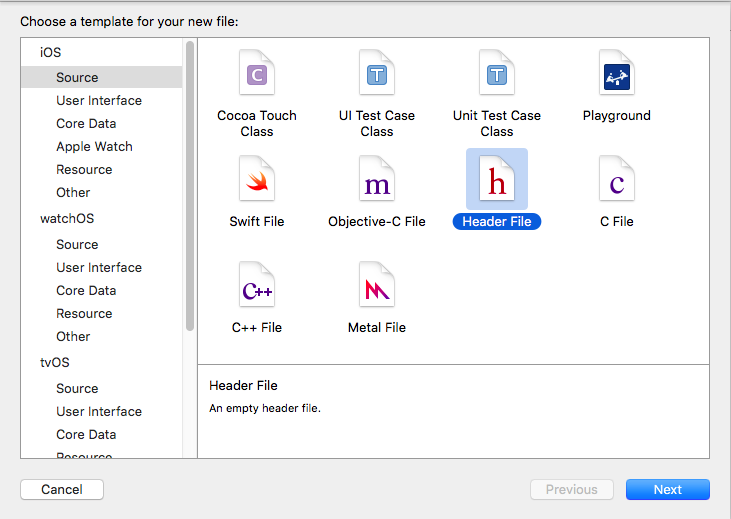 Choose a template for your new file:
iOS
Source
User Interface
Core Data
Apple Watch
Resource
Other
watchOS
Source
User Interface
Core Data
Resource
Other
tvOS
Source
User Interface
Core Data
Resource
C
Cocoa Touch
Class
T
UI Test Case
Class
T
Unit Test Case
Class
Playground
Swift File
m
Objective-C File
h
Header File
c
C File
C++
C++ File
Metal File
Header File
An empty header file.
Cancel
Previous
Next